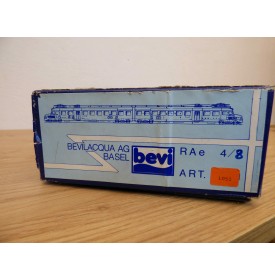 BEVILACQUA AG
BASEL
bevi
RAe 4/8
ART.